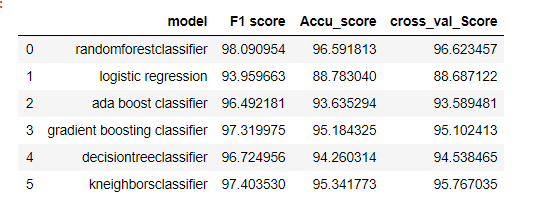 model F1 score Accu_score cross_val_Score
0 randomforestclassifier 98.090954 96.591813 96.623457
1 logistic regression 93.959663 88.783040 88.687122
2 ada boost classifier 96.492181 93.635294 93.589481
3 gradient boosting classifier 97.319975 95.184325 95.102413
4 decisiontreeclassifier 96.724956 94.260314 94.538465
5 kneighborsclassifier 97.403530 95.341773 95.767035